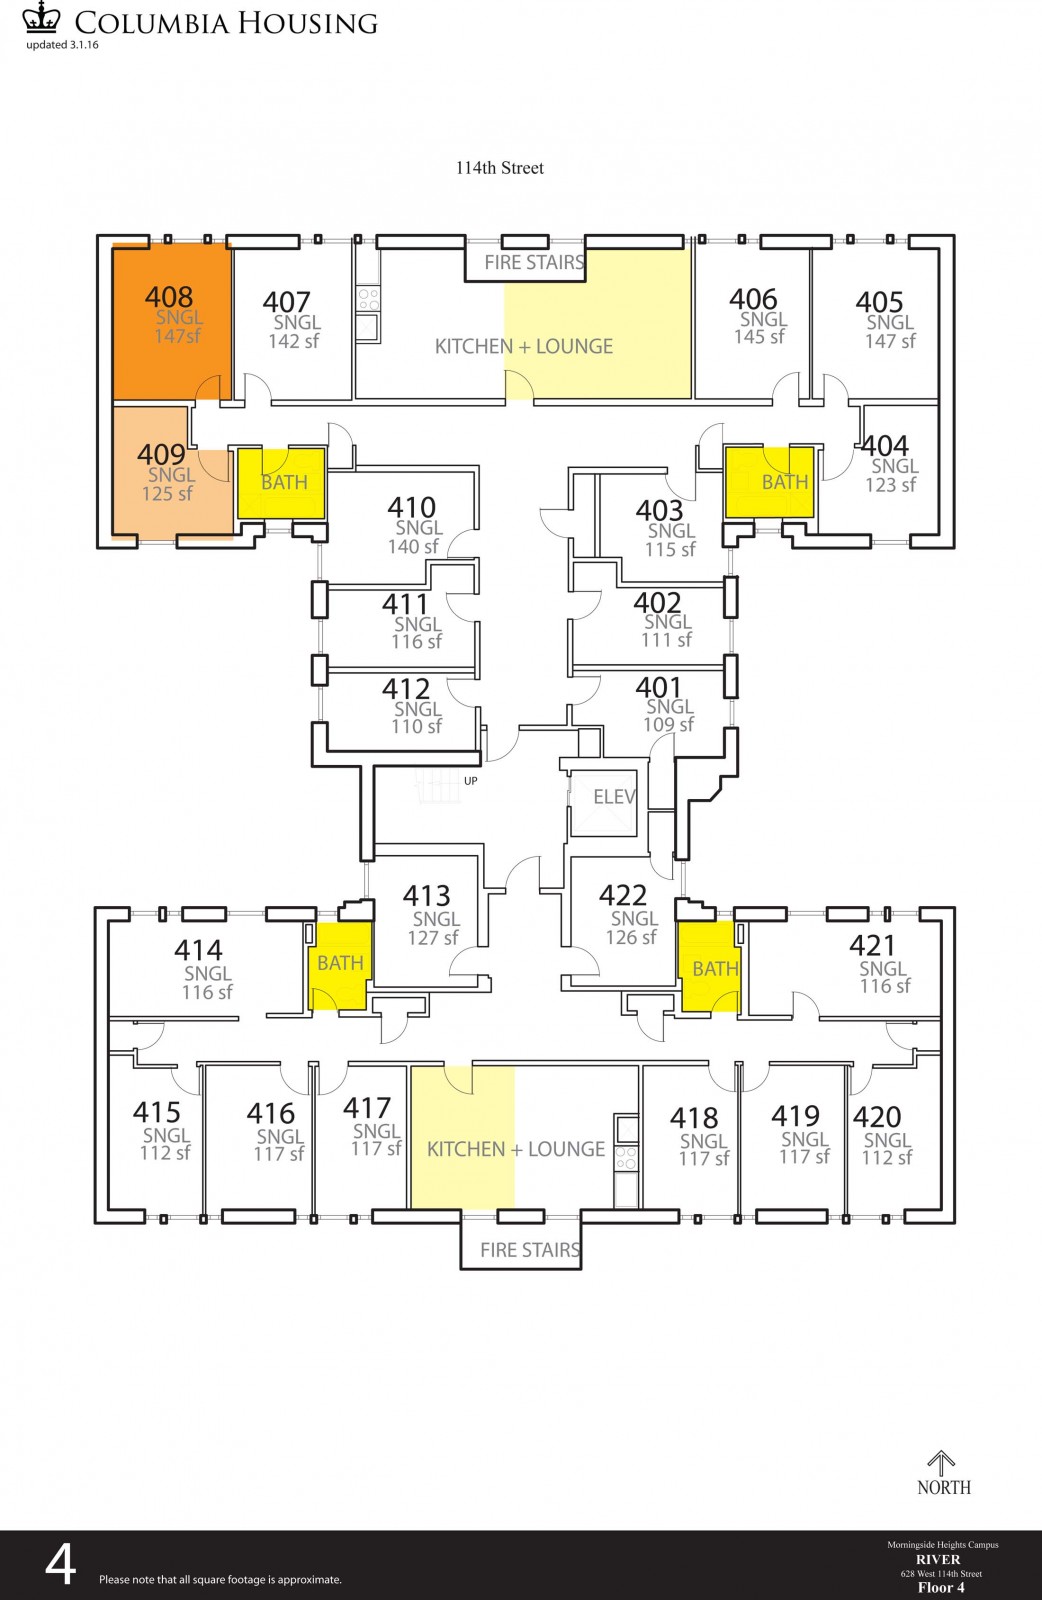 COLUMBIA HOUSING
updated 3.1.16
114th Street
FIRE STAIRS
408
SNGL
147sf
407
SNGL
142 sf
KITCHEN + LOUNGE
406
SNGL
145 sf
405
SNGL
147 sf
409
SNGL
125 sf
BATH
410
SNGL
140 sf
403
SNGL
115 sf
BATH
404
SNGL
123 sf
411
SNGL
116 sf
402
SNGL
111 sf
412
SNGL
110 sf
401
SNGL
109 sf
UP
ELEV
413
SNGL
127 sf
422
SNGL
126 sf
414
SNGL
116 sf
BATH
BATH
421
SNGL
116 sf
415
SNGL
112 sf
416
SNGL
117 sf
417
SNGL
117 sf
KITCHEN + LOUNGE
418
SNGL
117 sf
419
SNGL
117 sf
420
SNGL
112 sf
FIRE STAIRS
NORTH
4
Please note that all square footage is approximate.
Morningside Heights Campus
RIVER
628 West 114th Street
Floor 4